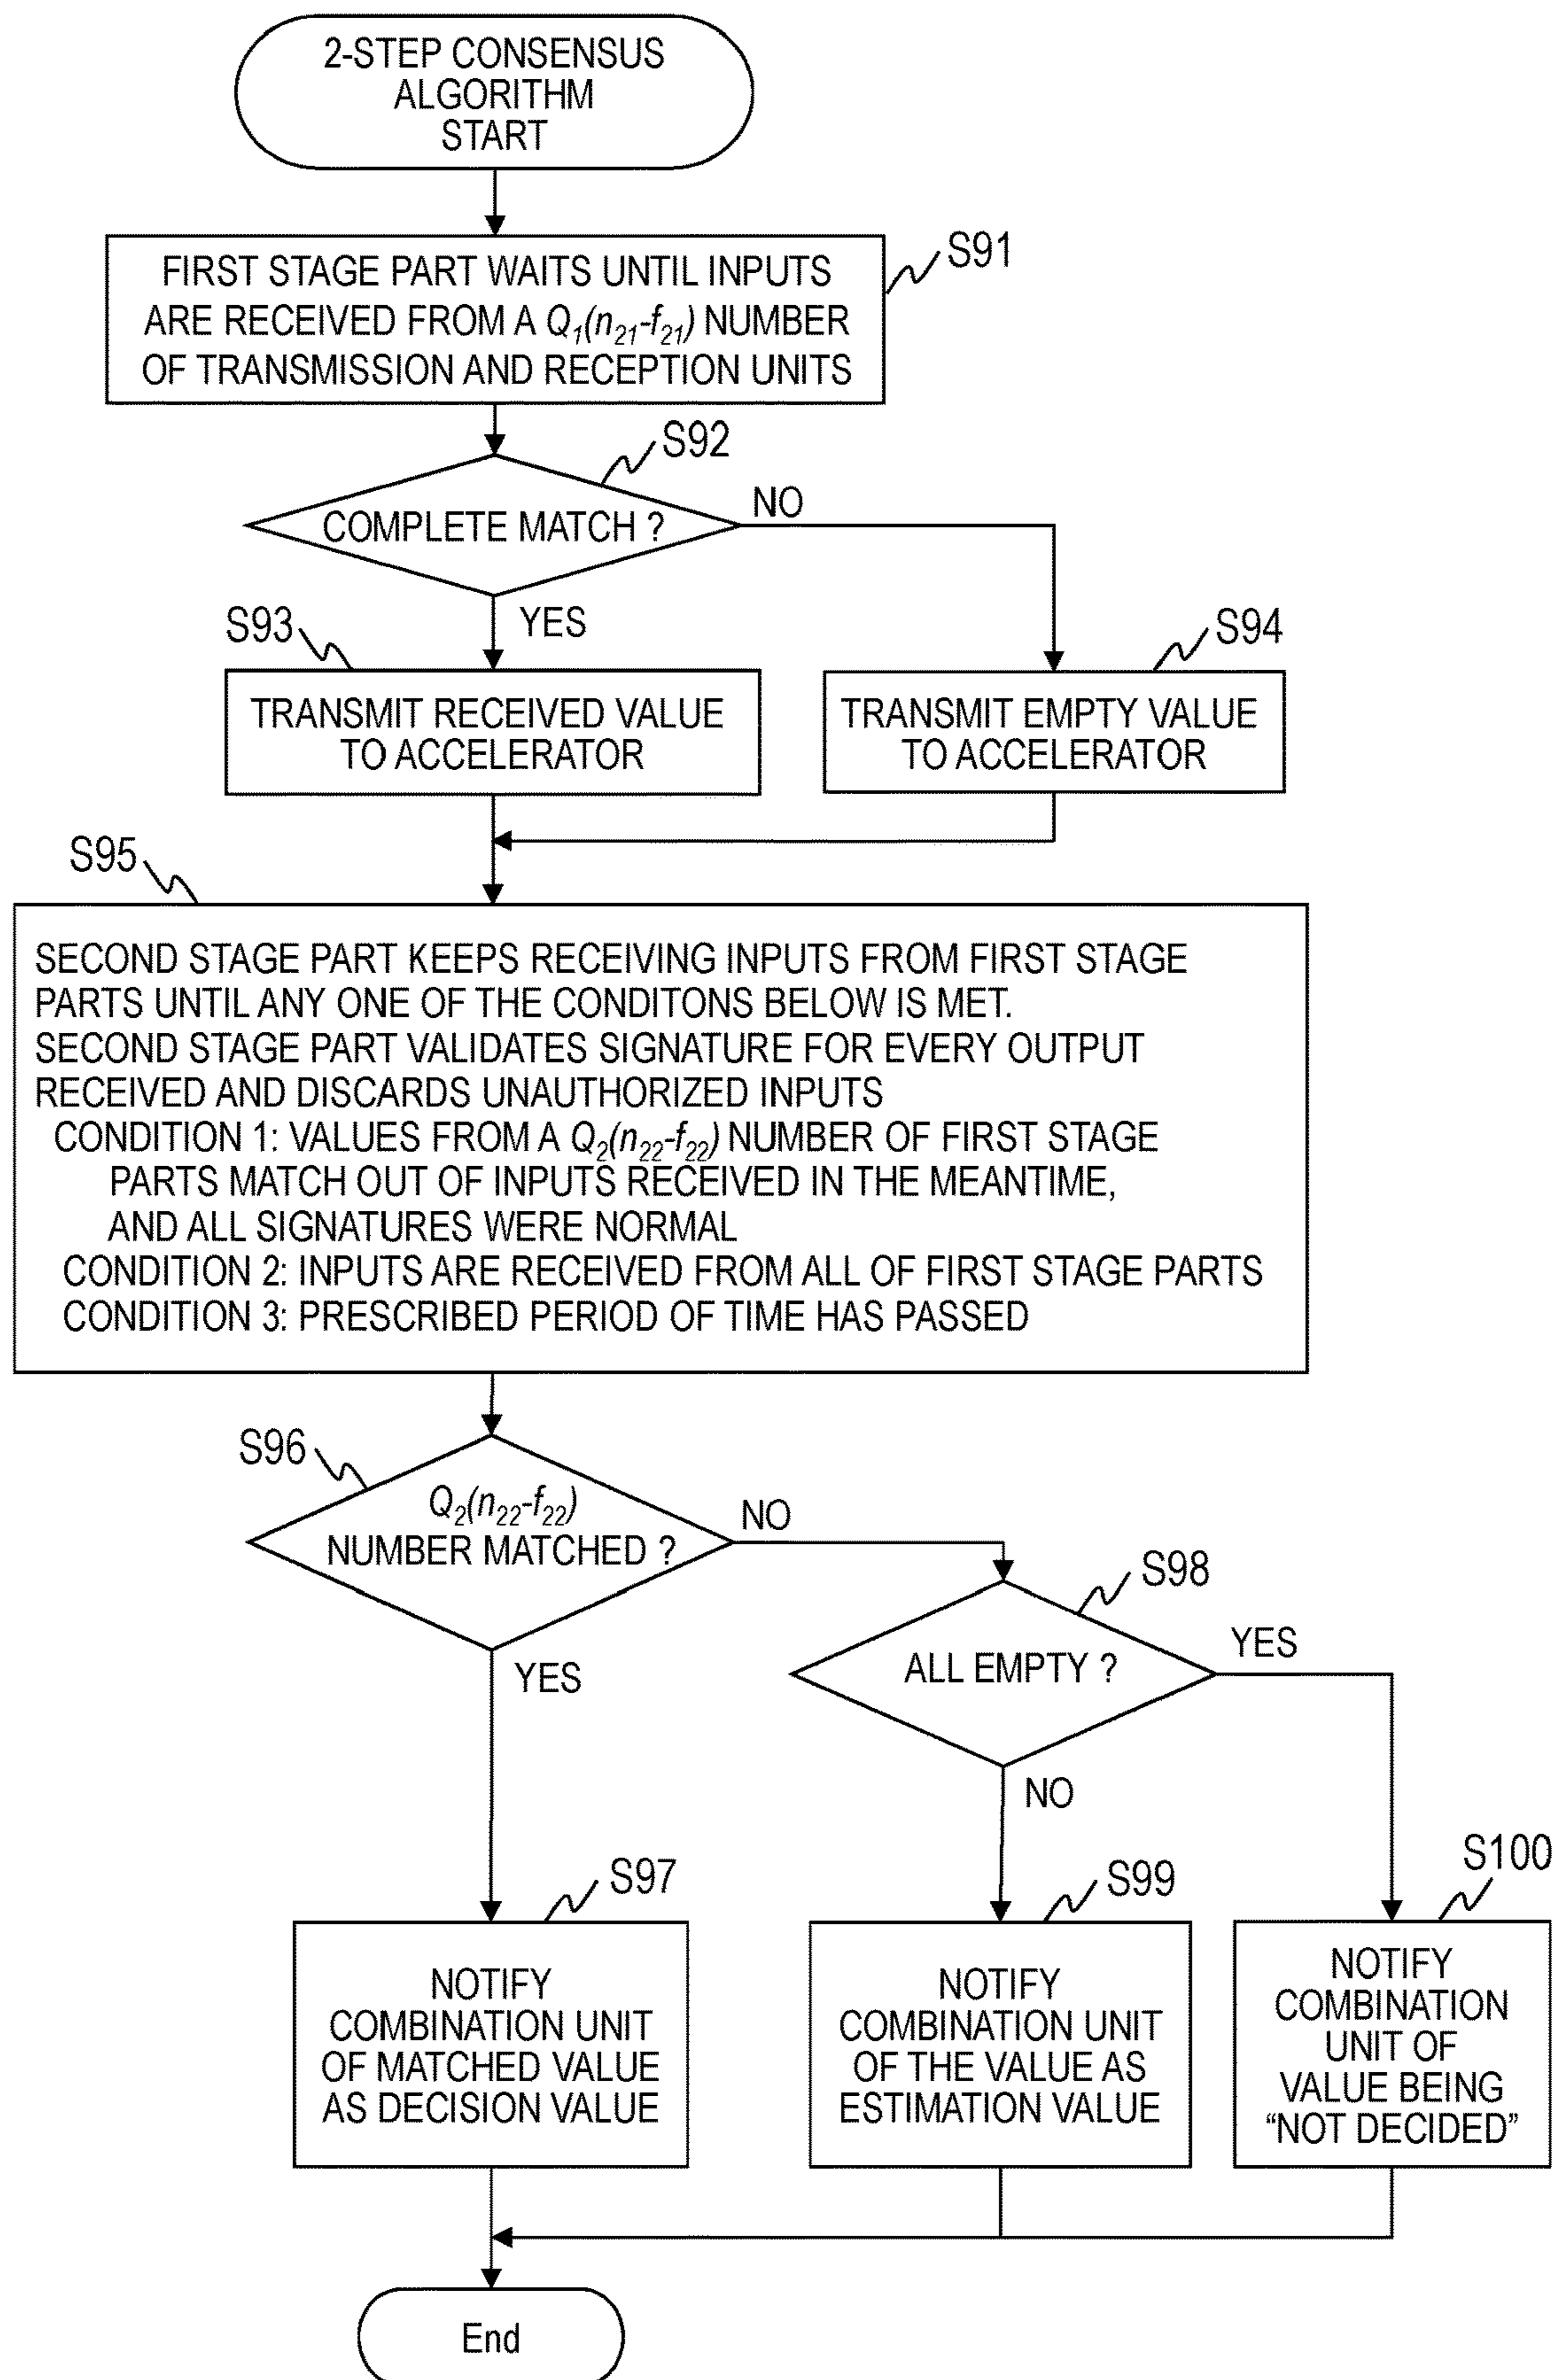 2-STEP CONSENSUS
ALGORITHM
START
S91
FIRST STAGE PART WAITS UNTIL INPUTS
ARE RECEIVED FROM A Q1(n21-f21) NUMBER
OF TRANSMISSION AND RECEPTION UNITS
S92
COMPLETE MATCH ?
NO
YES
S93
TRANSMIT RECEIVED VALUE
TO ACCELERATOR
S94
TRANSMIT EMPTY VALUE
TO ACCELERATOR
S95
SECOND STAGE PART KEEPS RECEIVING INPUTS FROM FIRST STAGE
PARTS UNTIL ANY ONE OF THE CONDITONS BELOW IS MET.
SECOND STAGE PART VALIDATES SIGNATURE FOR EVERY OUTPUT
RECEIVED AND DISCARDS UNAUTHORIZED INPUTS
CONDITION 1: VALUES FROM A Q2(n22-f22) NUMBER OF FIRST STAGE
PARTS MATCH OUT OF INPUTS RECEIVED IN THE MEANTIME,
AND ALL SIGNATURES WERE NORMAL
CONDITION 2: INPUTS ARE RECEIVED FROM ALL OF FIRST STAGE PARTS
CONDITION 3: PRESCRIBED PERIOD OF TIME HAS PASSED
S96
Q2(n22-f22)
NUMBER MATCHED ?
NO
YES
S98
ALL EMPTY ?
YES
NO
S97
NOTIFY
COMBINATION UNIT
OF MATCHED VALUE
AS DECISION VALUE
S99
NOTIFY
COMBINATION UNIT
OF THE VALUE AS
ESTIMATION VALUE
S100
NOTIFY
COMBINATION
UNIT OF
VALUE BEING
“NOT DECIDED”
End